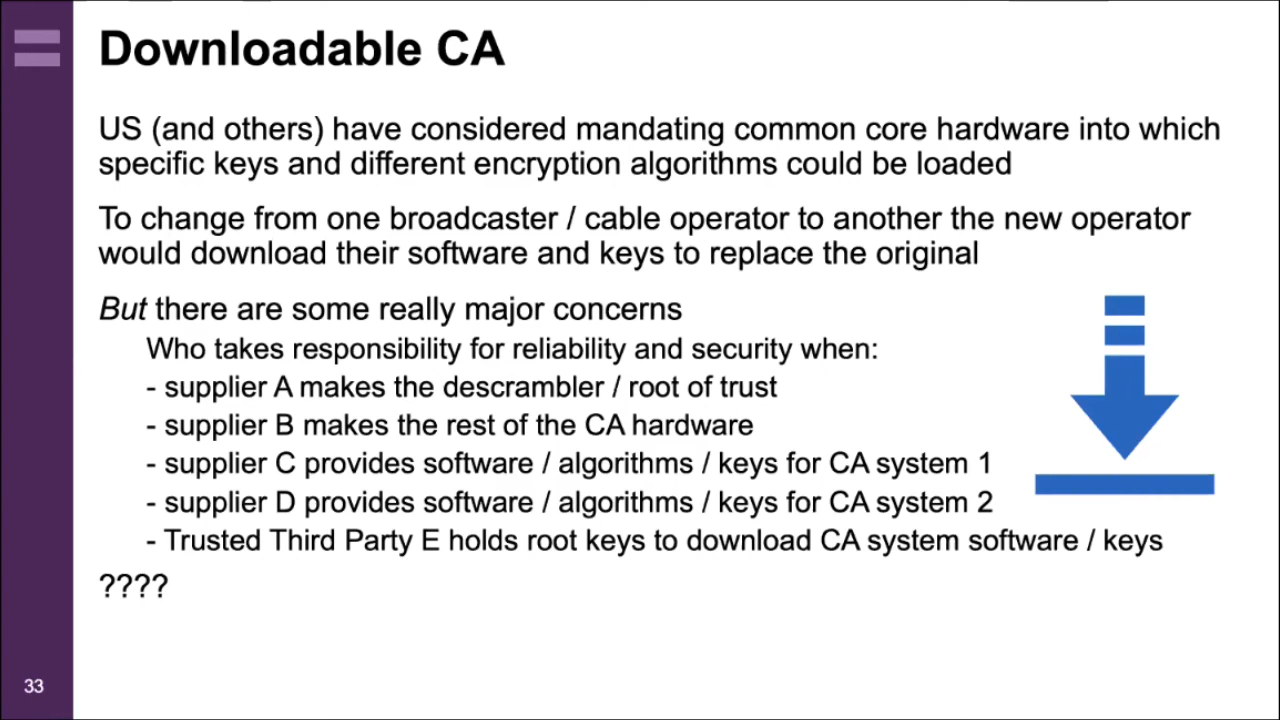 Downloadable CA
US (and others) have considered mandating common core hardware into which
specific keys and different encryption algorithms could be loaded
To change from one broadcaster / cable operator to another the new operator
would download their software and keys to replace the original
But there are some really major concerns
Who takes responsibility for reliability and security when:
- supplier A makes the descrambler / root of trust
- supplier B makes the rest of the CA hardware
- supplier C provides software / algorithms / keys for CA system 1
- supplier D provides software / algorithms / keys for CA system 2
- Trusted Third Party E holds root keys to download CA system software / keys
????
33